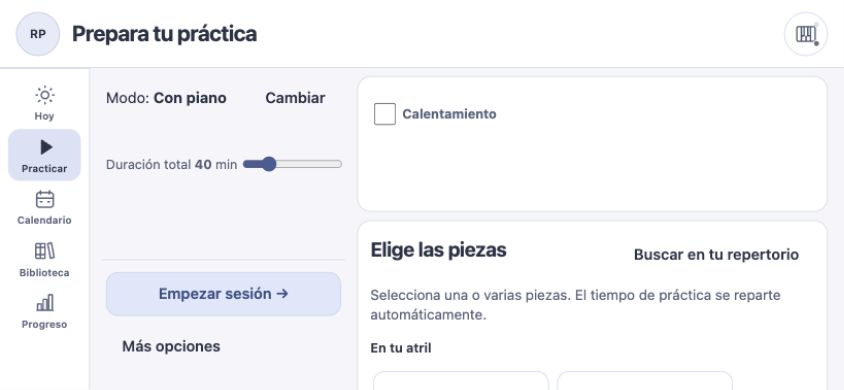 RP
Prepara tu práctica
Hoy
Practicar
Calendario
Biblioteca
Progreso
Modo: Con piano
Cambiar
Duración total 40 min
Empezar sesión →
Más opciones
Calentamiento
Elige las piezas
Buscar en tu repertorio
Selecciona una o varias piezas. El tiempo de práctica se reparte
automáticamente.
En tu atril